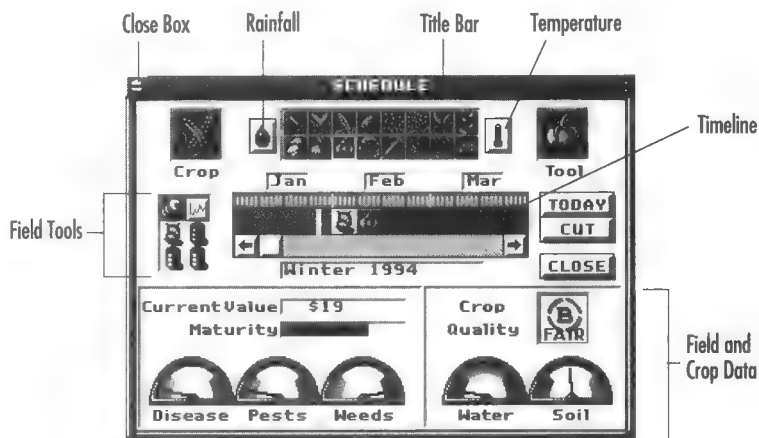 Close Box
Rainfall
Title Bar
Temperature
SCHEDULE
Crop
Tool
Timeline
Jan
Feb
Mar
Field Tools
TODAY
CUT
CLOSE
Winter 1994
Current Value $19
Maturity
Crop Quality
B
FAIR
Field and
Crop Data
Disease
Pests
Weeds
Water
Soil